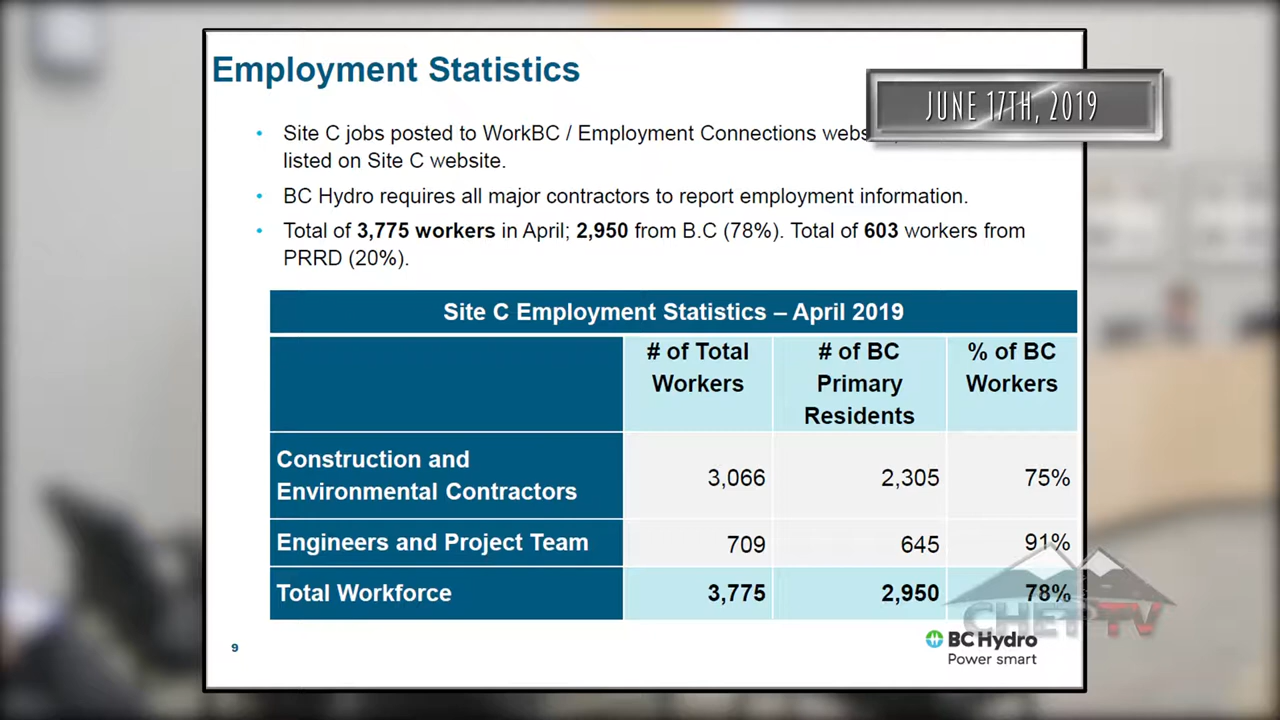 Employment Statistics
JUNE 17TH, 2019
• Site C jobs posted to WorkBC / Employment Connections
listed on Site C website.
• BC Hydro requires all major contractors to report employment information.
• Total of 3,775 workers in April; 2,950 from B.C (78%). Total of 603 workers from
PRRD (20%).
Site C Employment Statistics – April 2019
# of Total Workers
# of BC Primary Residents
% of BC Workers
Construction and Environmental Contractors 3,066 2,305 75%
Engineers and Project Team 709 645 91%
Total Workforce 3,775 2,950 78%
CHET TV
9
BC Hydro
Power smart